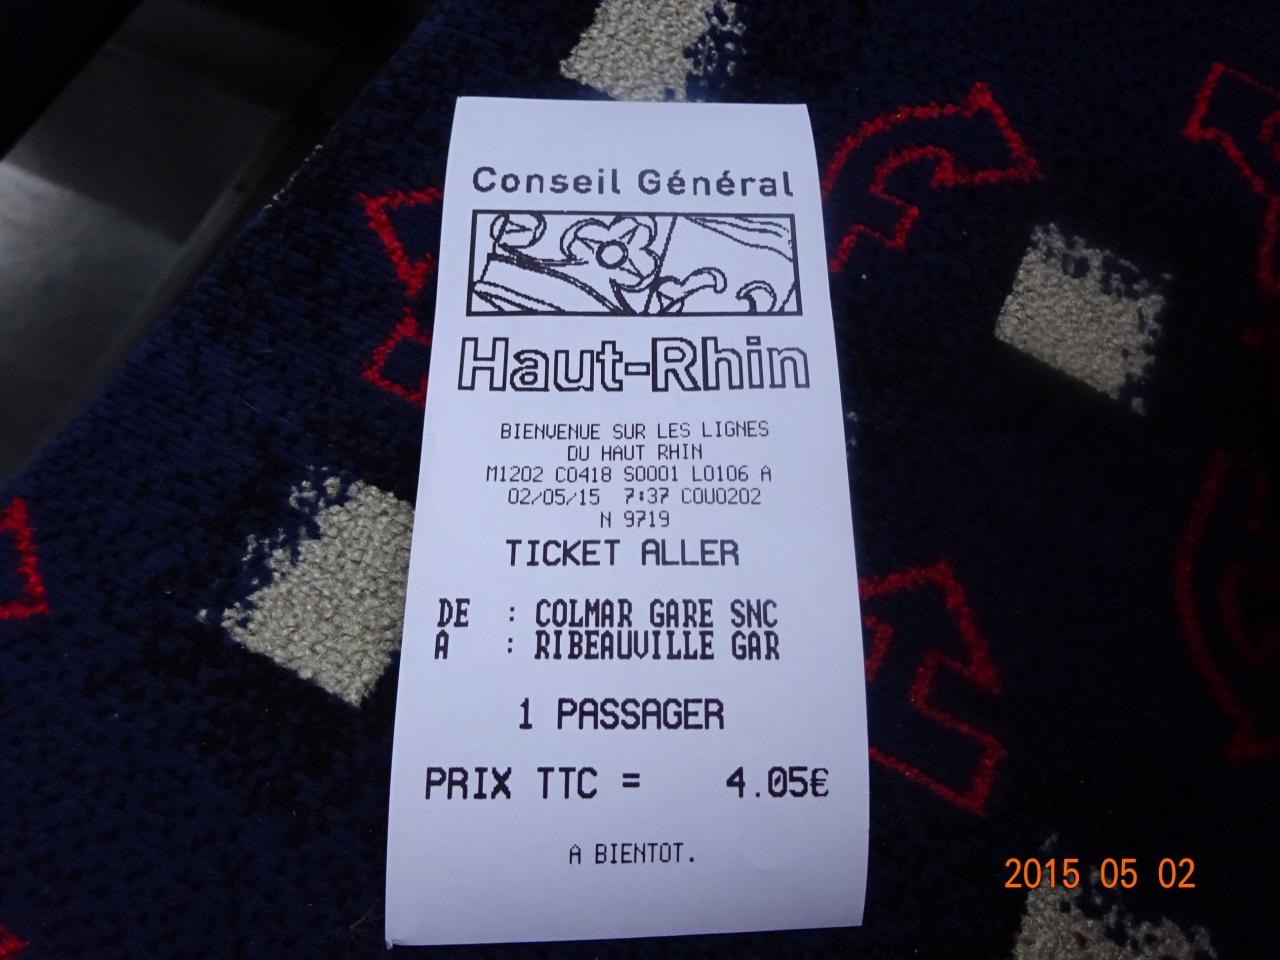 Conseil Général
Haut-Rhin
BIENVENUE SUR LES LIGNES
DU HAUT RHIN
M1202 C0418 S0001 L0106 A
02/05/15 7:37 COU0202
N 9719
TICKET ALLER
DE : COLMAR GARE SNC
A : RIBEAUVILLE GAR
1 PASSAGER
PRIX TTC = 4.05€
A BIENTOT.
2015 05 02